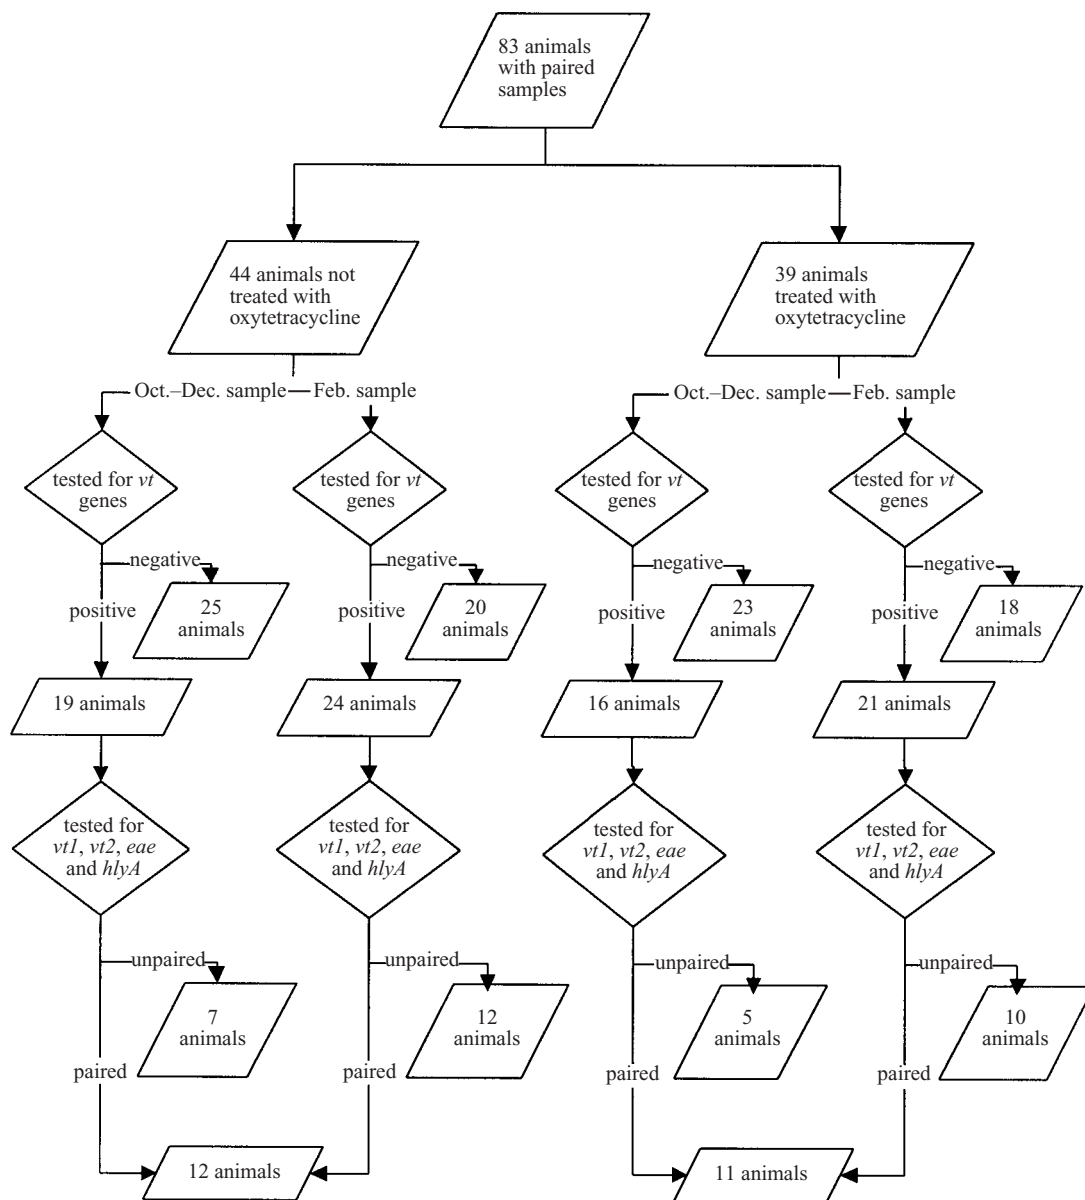 83 animals
with paired
samples
44 animals not
treated with
oxytetracycline
39 animals
treated with
oxytetracycline
Oct.–Dec. sample
Feb. sample
Oct.–Dec. sample
Feb. sample
tested for vt
genes
tested for vt
genes
tested for vt
genes
tested for vt
genes
negative
negative
negative
negative
25
animals
20
animals
23
animals
18
animals
positive
positive
positive
positive
19 animals
24 animals
16 animals
21 animals
tested for
vt1, vt2, eae
and hlyA
tested for
vt1, vt2, eae
and hlyA
tested for
vt1, vt2, eae
and hlyA
tested for
vt1, vt2, eae
and hlyA
unpaired
unpaired
unpaired
unpaired
7
animals
12
animals
5
animals
10
animals
paired
paired
paired
paired
12 animals
11 animals